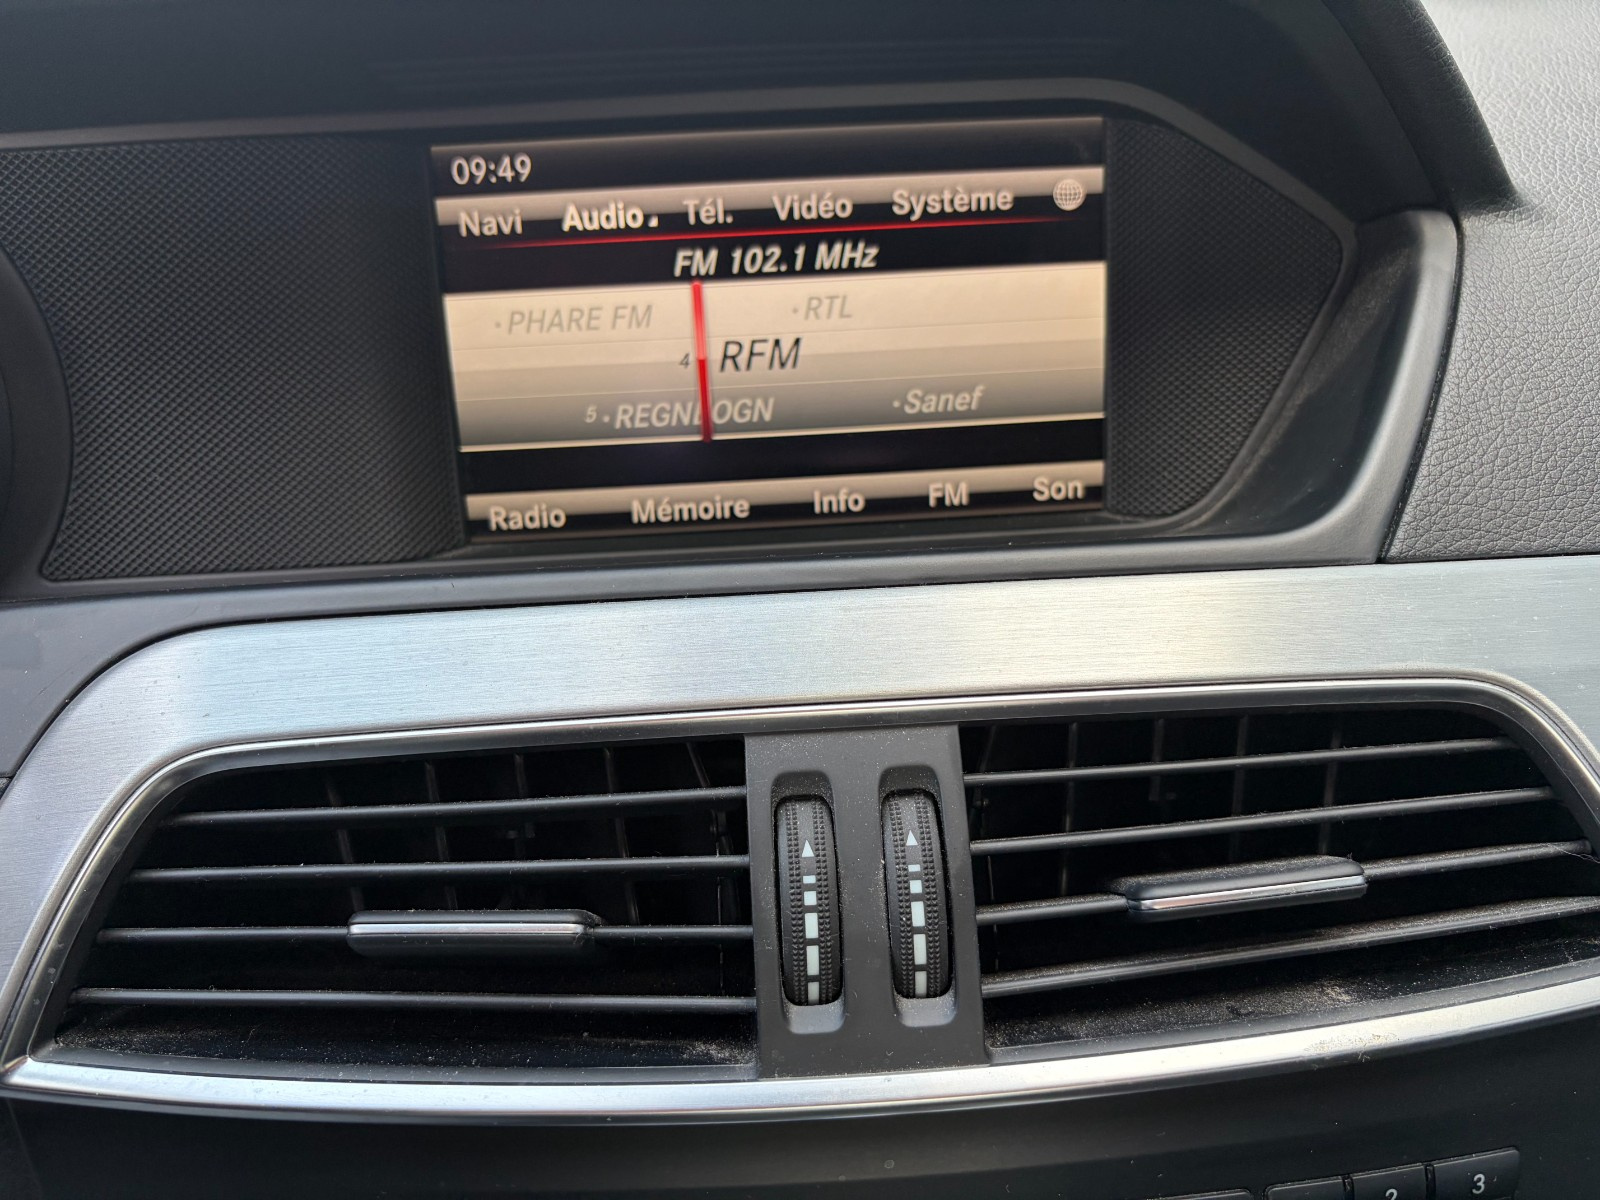 09:49
Navi Audio. Tél. Vidéo Système
FM 102.1 MHz
·PHARE FM ·RTL
4 RFM
5·REGNEOGN ·Sanef
Radio Mémoire Info FM Son
2 3